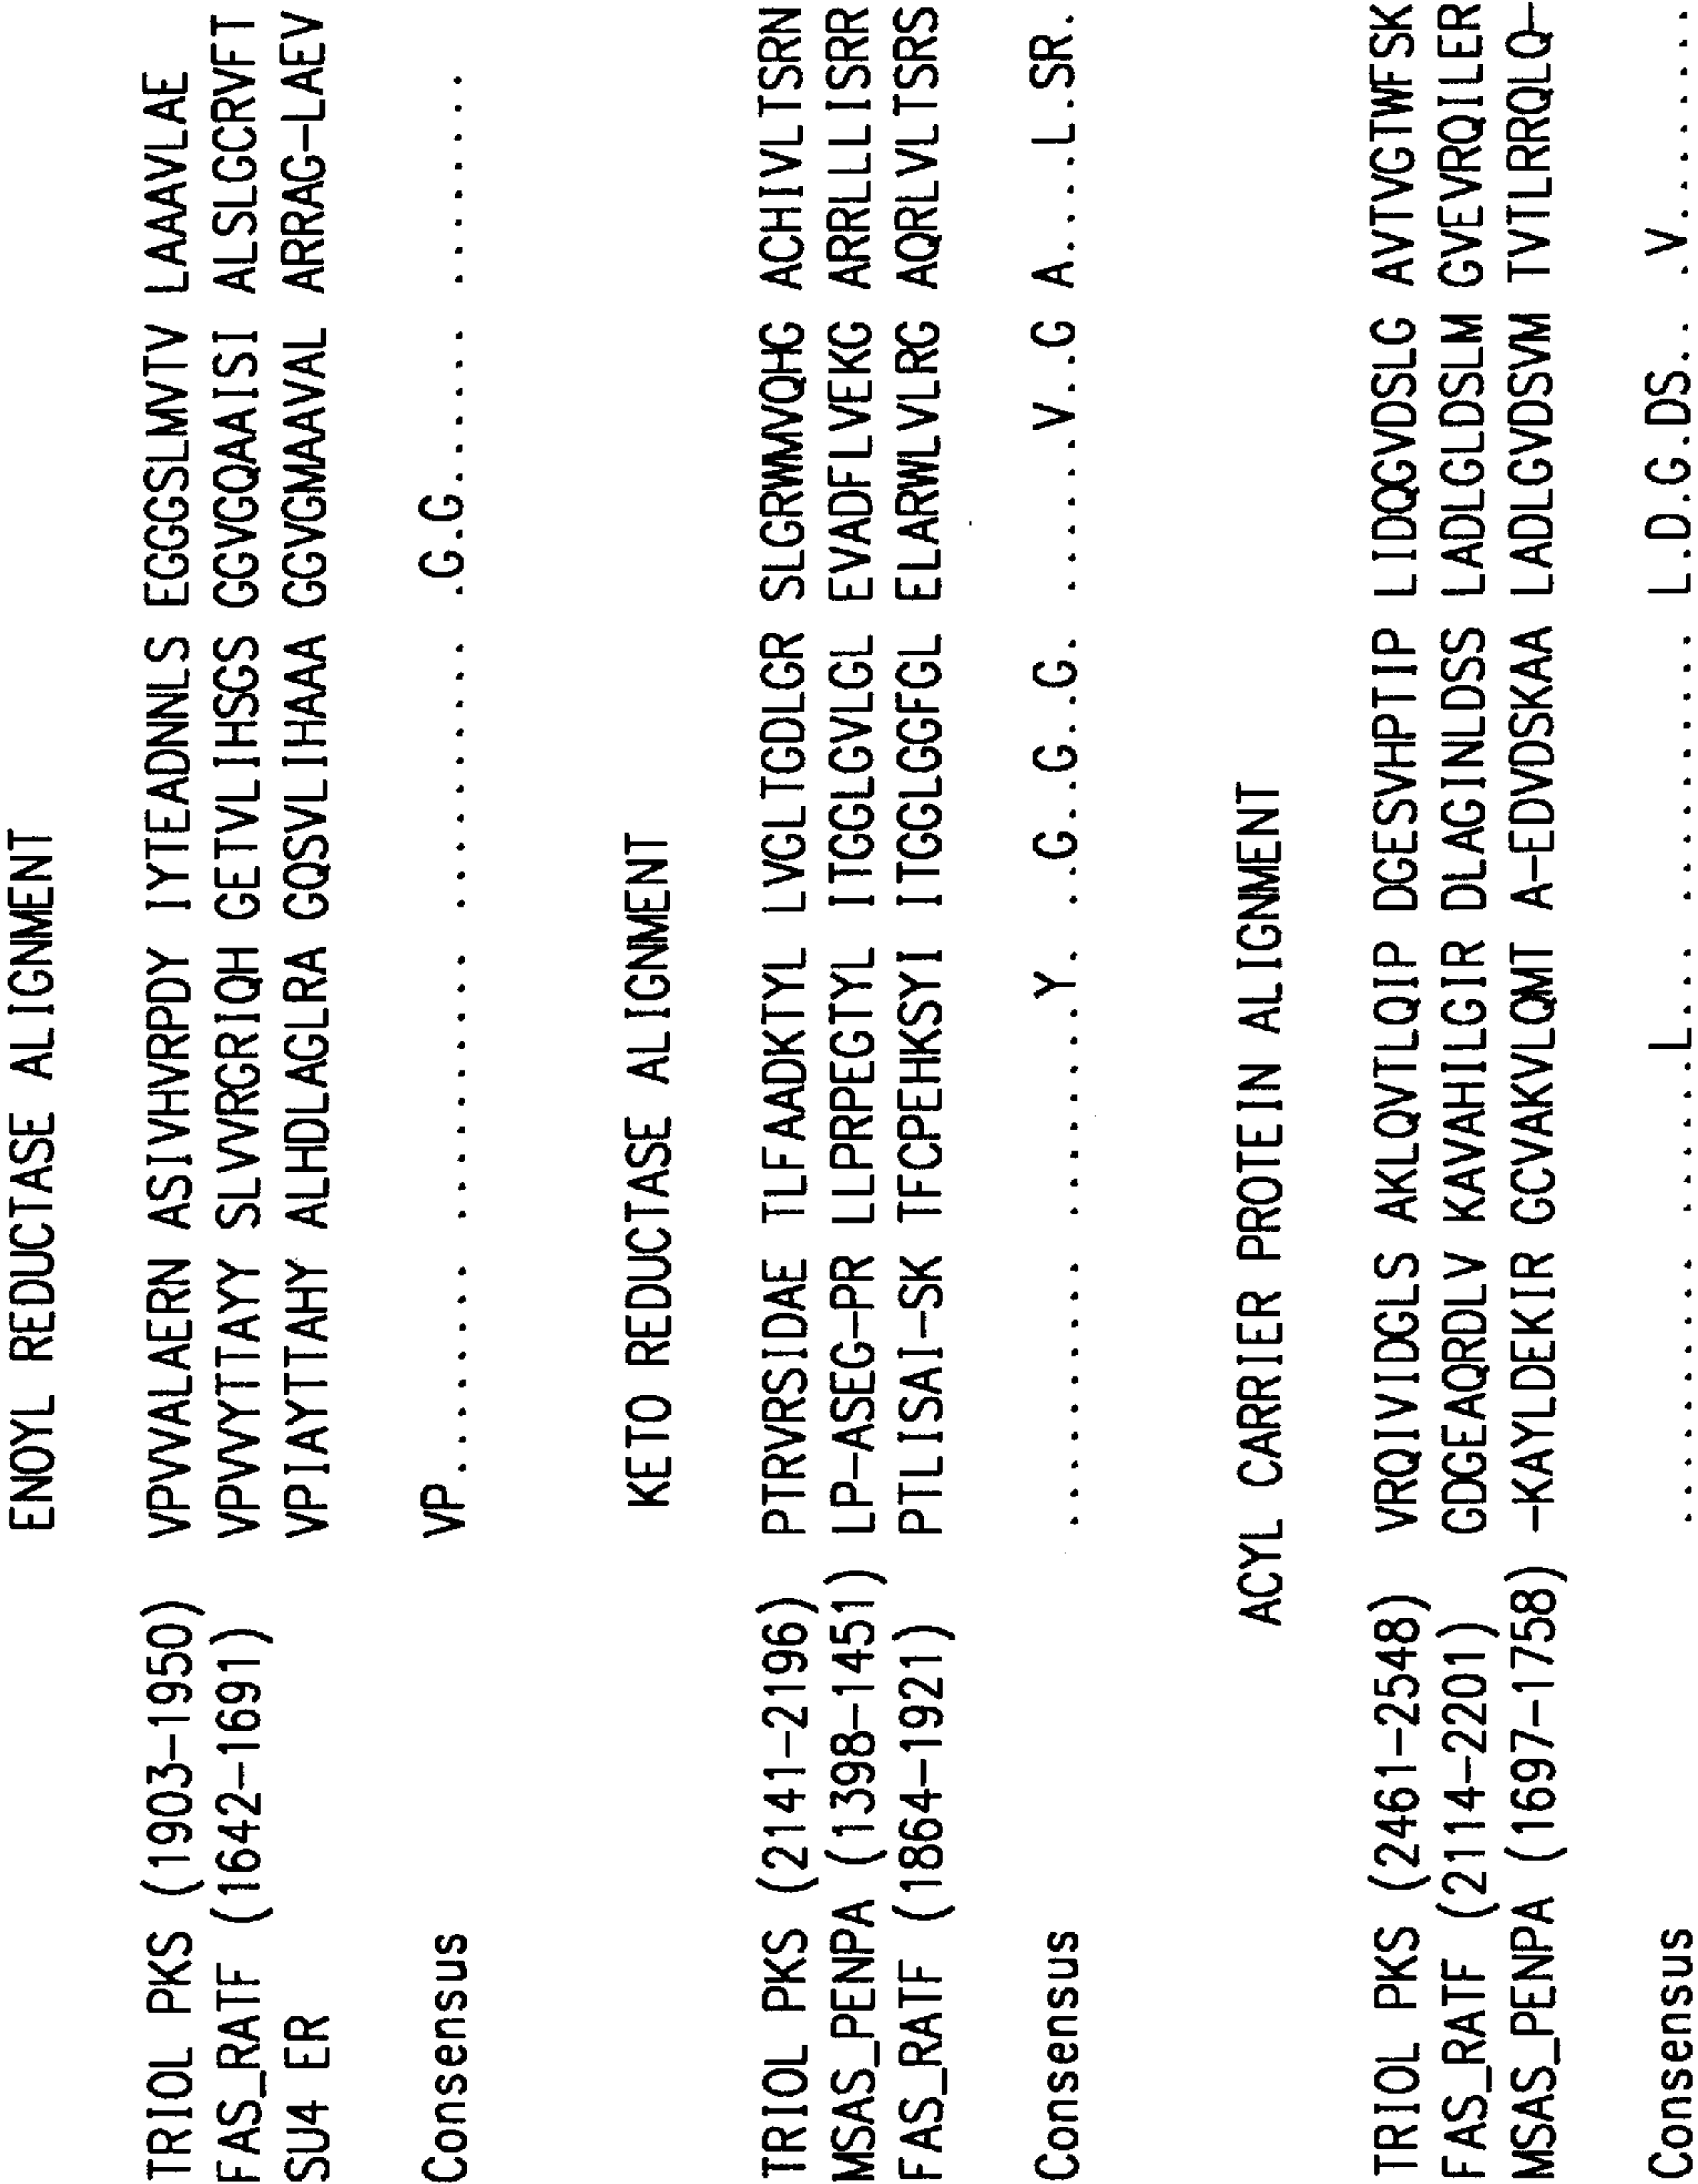 ENOYL REDUCTASE ALIGNMENT
TRIOL PKS (1903-1950) VPVVALAERN ASIVHVRPDY IYTEADNNLS EGGGSLMVTV LAAAVLAE
FAS_RATF (1642-1691) VPVVYTTAYY SLVVRGRIQH GETVLIHSGS GGVGQAAISI ALSLGCRVFT
SU4 ER VPIAYTTAHY ALHDLAGLRA GQSVLIHAAA GGVGMAAVAL ARRAG-LAEV
Consensus VP........ .......... .......... .G.G...... ........
KETO REDUCTASE ALIGNMENT
TRIOL PKS (2141-2196) PTRVRSIDAE TLFAADKTYL LVGLTGDLGR SLGRWMVQHG ACHIVLTSRN
MSAS_PENPA (1398-1451) LP-ASEG-PR LLPRPEGTYL ITGGLGVLGL EVADFLVEKG ARRLLLISRR
FAS_RATF (1864-1921) PTLISAI-SK TFCPEHKSYI ITGGLGGFGL ELARWLVLRG AQRLVLTSRS
Consensus .......... ........Y. ..G..G..G. ......V..G A....L.SR.
ACYL CARRIER PROTEIN ALIGNMENT
TRIOL PKS (2461-2548) VRQIVIDGLS AKLQVTLQIP DGESVHPTIP LIDQGVDSLG AVTVGTWFSK
FAS_RATF (2114-2201) GDGEAQRDLV KAVAHILGIR DLAGINLDSS LADLGLDSLM GVEVRQILER
MSAS_PENPA (1697-1758) -KAYLDEKIR GCVAKVLQMT A-EDVDSKAA LADLGVDSVM TVTLRRQLQ-
Consensus .......... ......L... .......... L.D.G.DS.. .V........